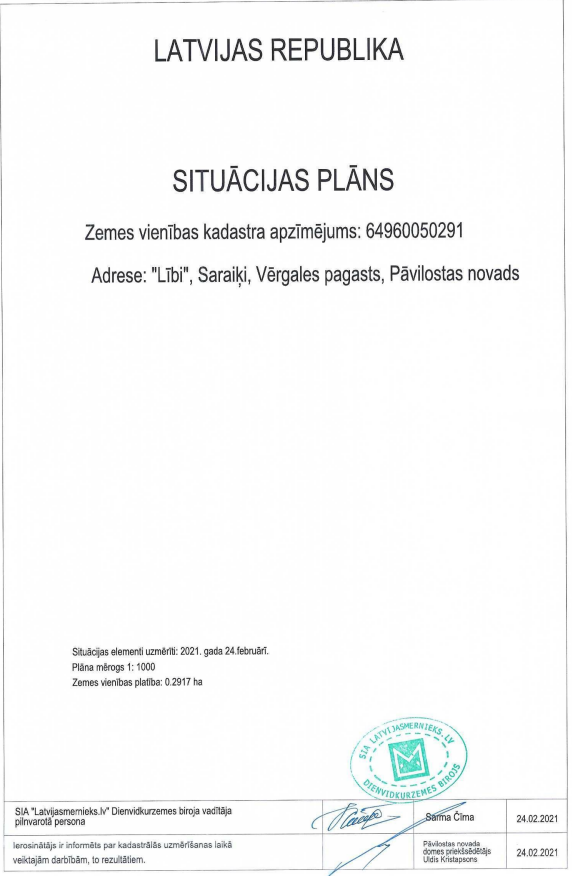 LATVIJAS REPUBLIKA
SITUĀCIJAS PLĀNS
Zemes vienības kadastra apzīmējums: 64960050291
Adrese: "Lībi", Saraiķi, Vērgales pagasts, Pāvilostas novads
Situācijas elementi uzmērīti: 2021. gada 24.februārī.
Plāna mērogs 1: 1000
Zemes vienības platība: 0.2917 ha
SIA LATVIJASMERNIEKS.LV
DIENVIDKURZEMES BIROJS
SIA "Latvijasmernieks.lv" Dienvidkurzemes biroja vadītāja
pilnvarotā persona
Sarma Čīma
24.02.2021
Ierosinātājs ir informēts par kadastrālās uzmērīšanas laikā
veiktajām darbībām, to rezultātiem.
Pāvilostas novada
domes priekšsēdētājs
Uldis Kristapsons
24.02.2021